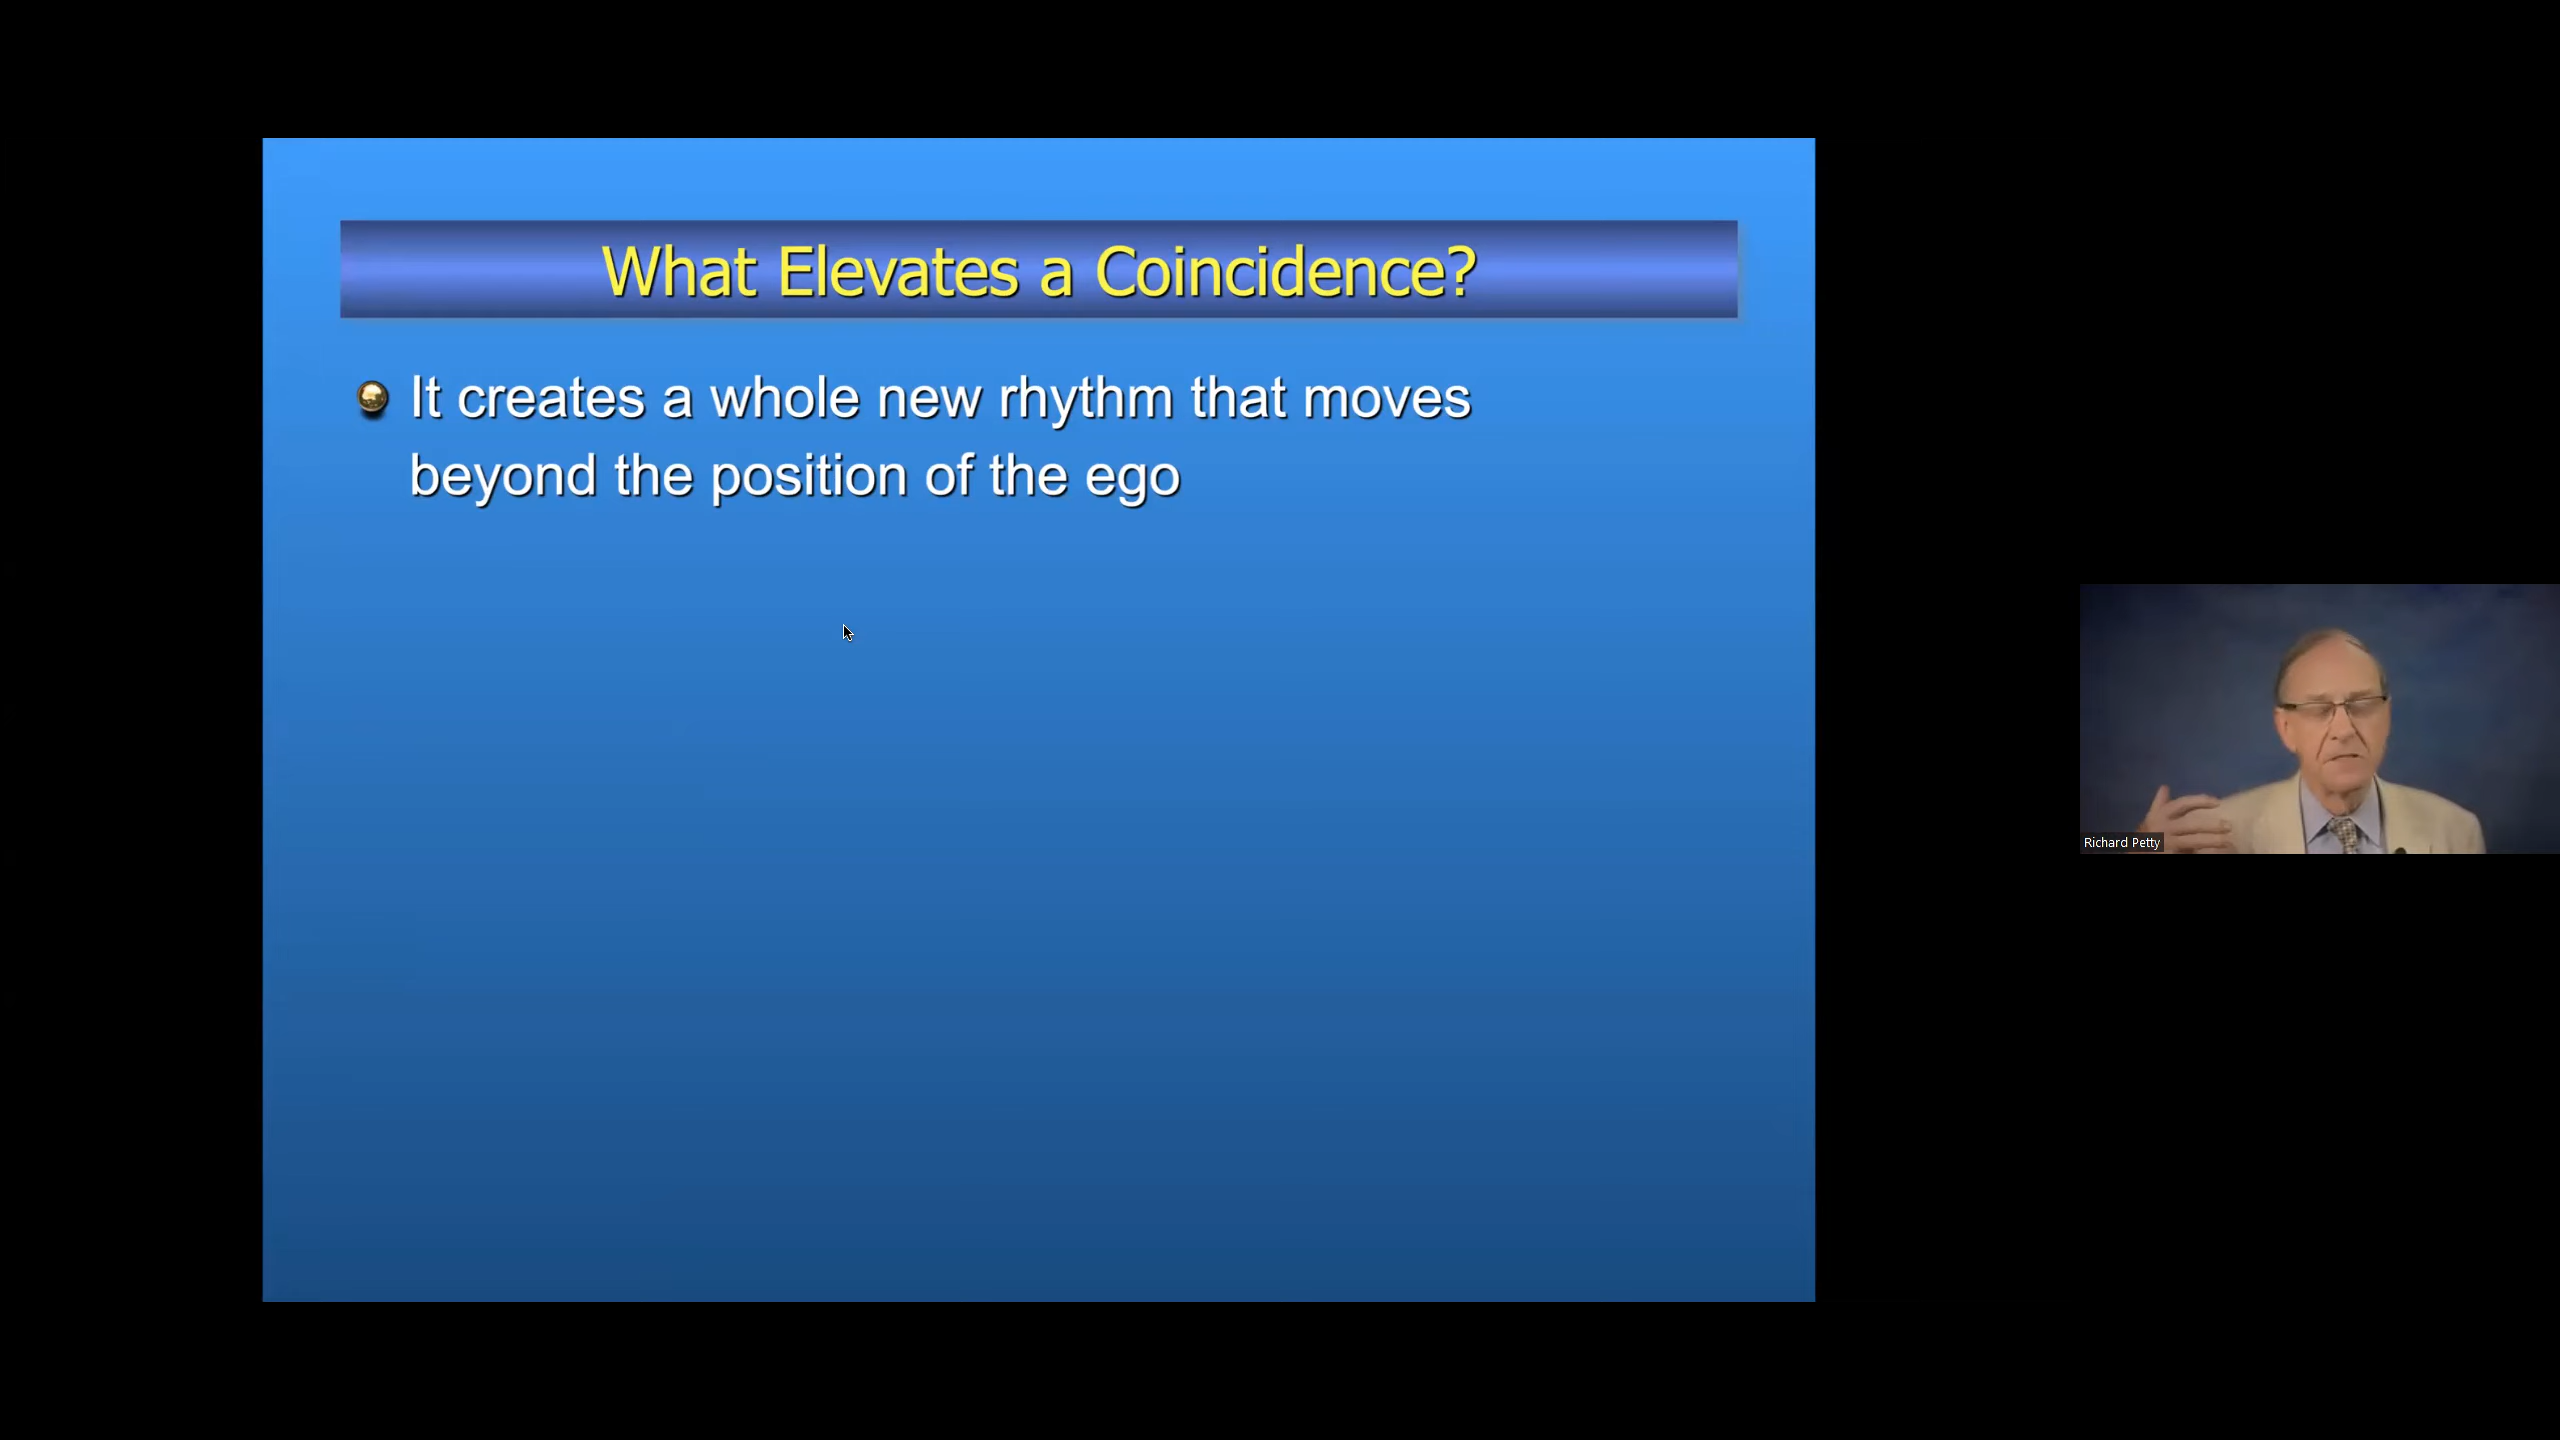 What Elevates a Coincidence?
It creates a whole new rhythm that moves
beyond the position of the ego
Richard Petty